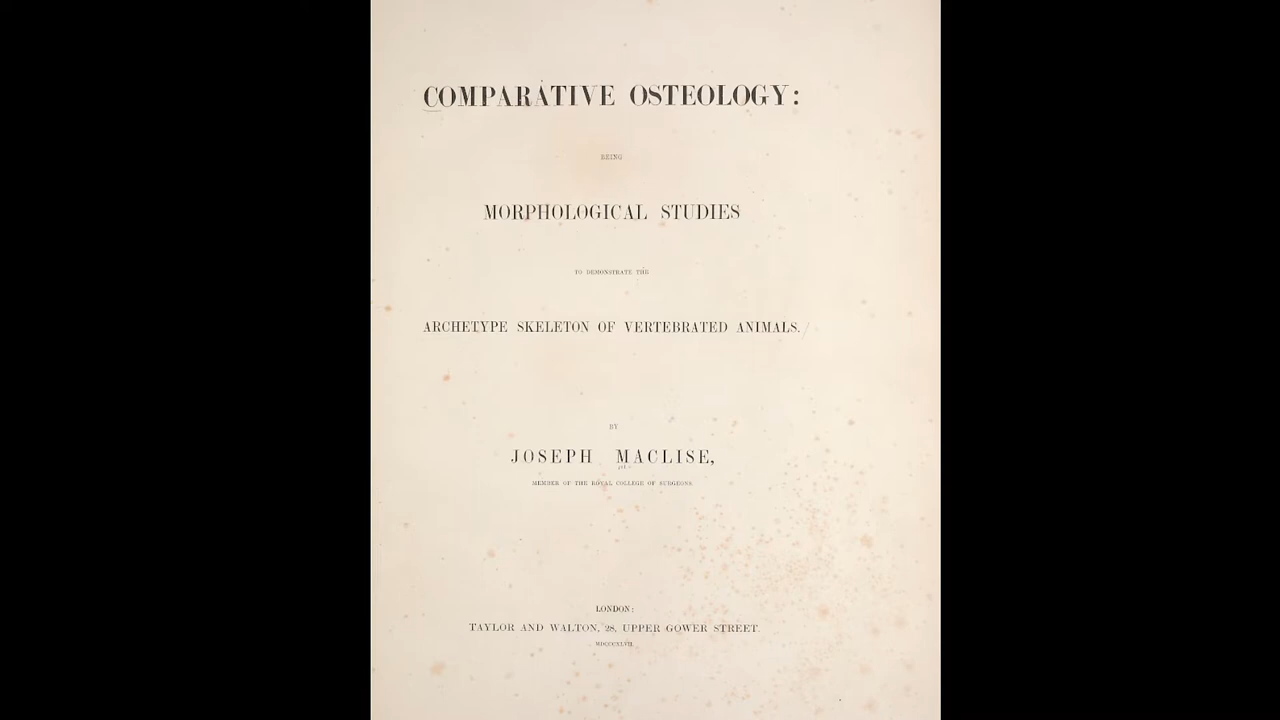 COMPARATIVE OSTEOLOGY:
BEING
MORPHOLOGICAL STUDIES
TO DEMONSTRATE THE
ARCHETYPE SKELETON OF VERTEBRATED ANIMALS.
BY
JOSEPH MACLISE,
MEMBER OF THE ROYAL COLLEGE OF SURGEONS.
LONDON:
TAYLOR AND WALTON, 28, UPPER GOWER STREET.
MDCCCXLVII.